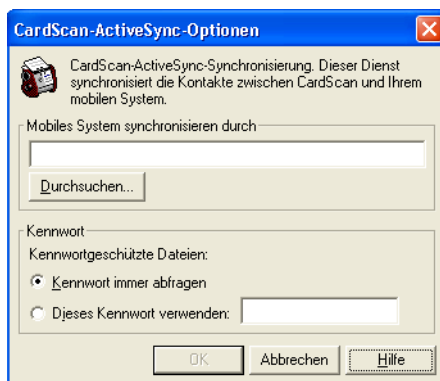 CardScan-ActiveSync-Optionen
CardScan-ActiveSync-Synchronisierung. Dieser Dienst
synchronisiert die Kontakte zwischen CardScan und Ihrem
mobilen System.
Mobiles System synchronisieren durch
Durchsuchen...
Kennwort
Kennwortgeschützte Dateien:
Kennwort immer abfragen
Dieses Kennwort verwenden:
OK Abbrechen Hilfe